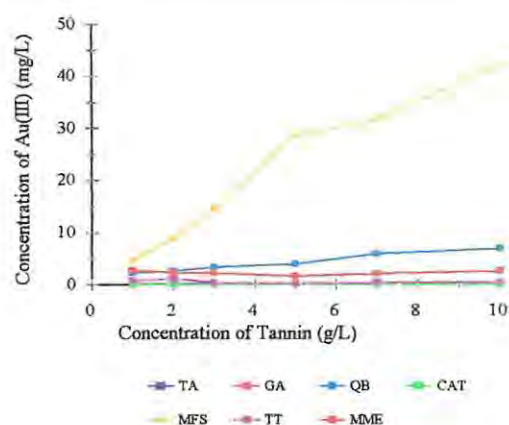 50
40
30
20
10
0
Concentration of Au(III) (mg/L)
0 2 4 6 8 10
Concentration of Tannin (g/L)
TA GA QB CAT
MFS TT MME